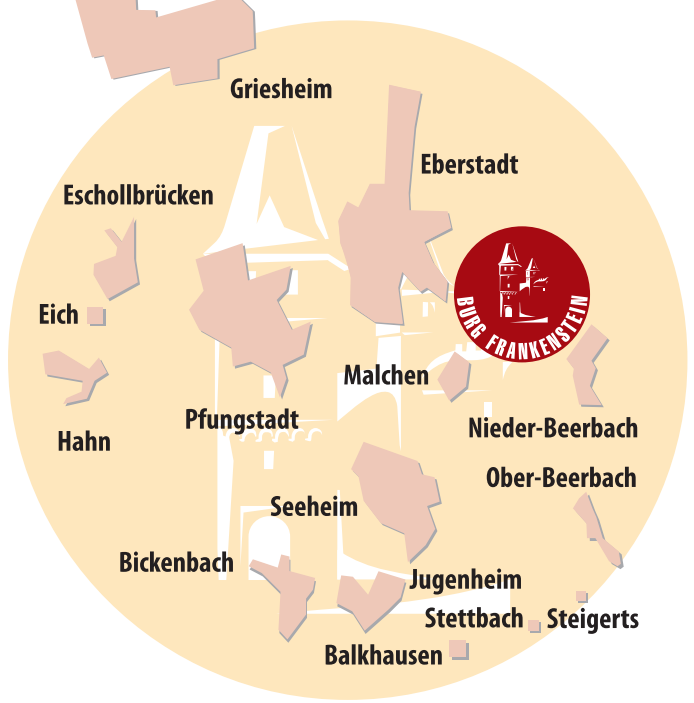 Griesheim
Eberstadt
Eschollbrücken
Eich
BURG FRANKENSTEIN
Malchen
Pfungstadt
Nieder-Beerbach
Hahn
Ober-Beerbach
Seeheim
Bickenbach
Jugenheim
Stettbach
Steigerts
Balkhausen